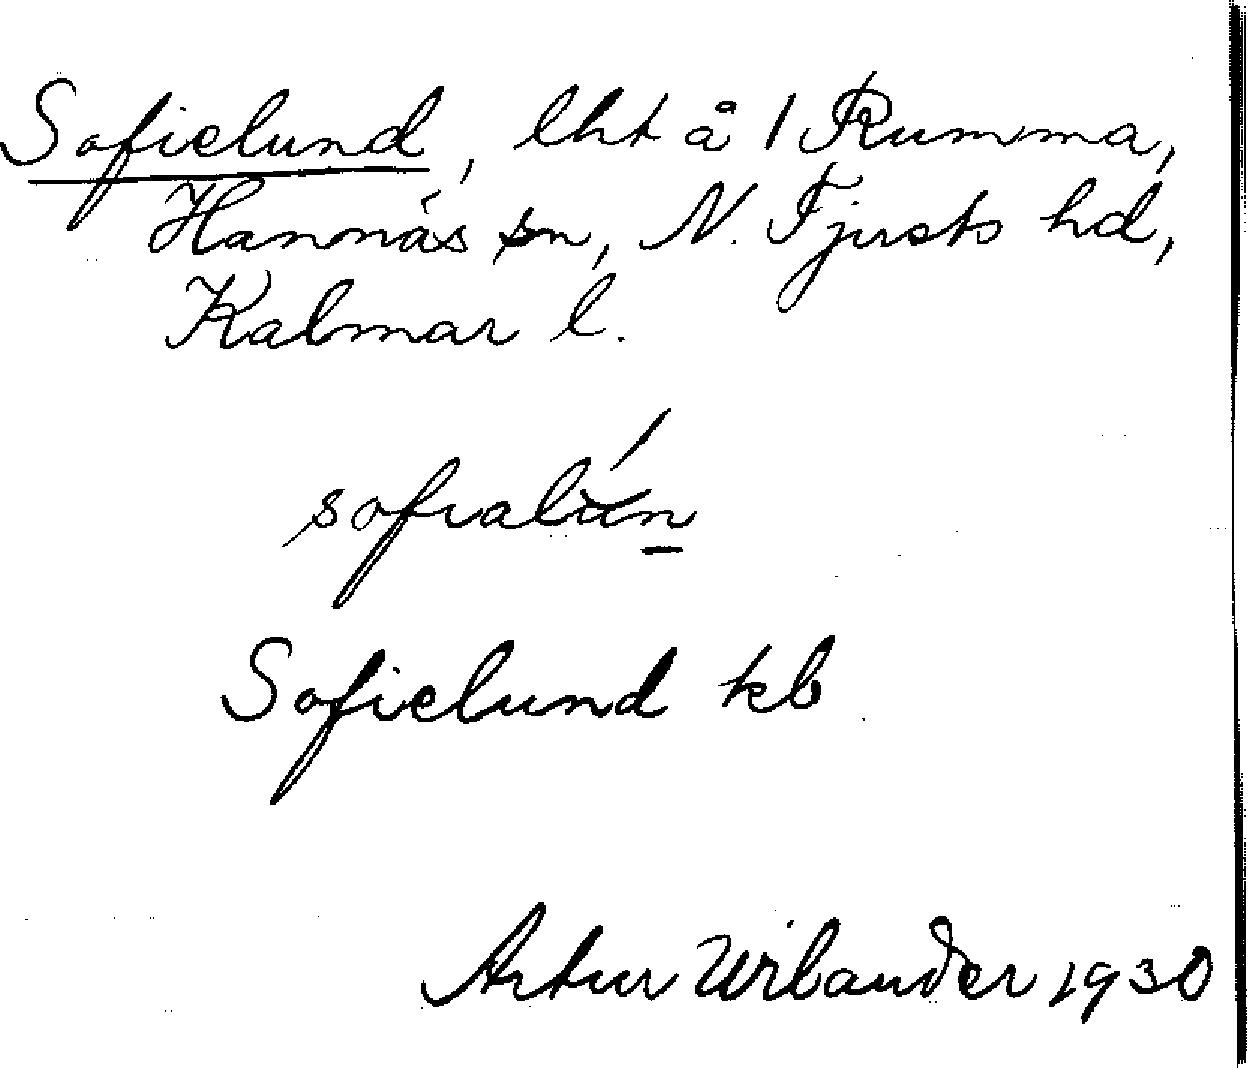 Sofielund, lht å 1 Rumma,
Hannäs sn, N. Tjusts hd,
Kalmar l.
sofialún
Sofielund kb
Artur Wilander 1930